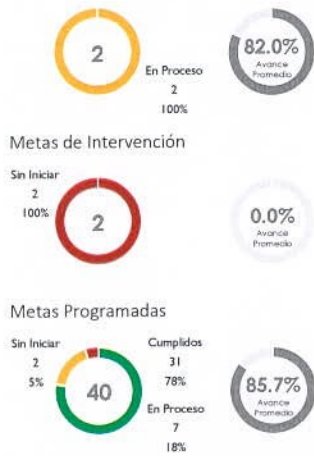 2
En Proceso
2
100%
82.0%
Avance
Promedio
Metas de Intervención
Sin Iniciar
2
100%
2
0.0%
Avance
Promedio
Metas Programadas
Sin Iniciar
2
5%
40
Cumplidos
31
78%
En Proceso
7
18%
85.7%
Avance
Promedio